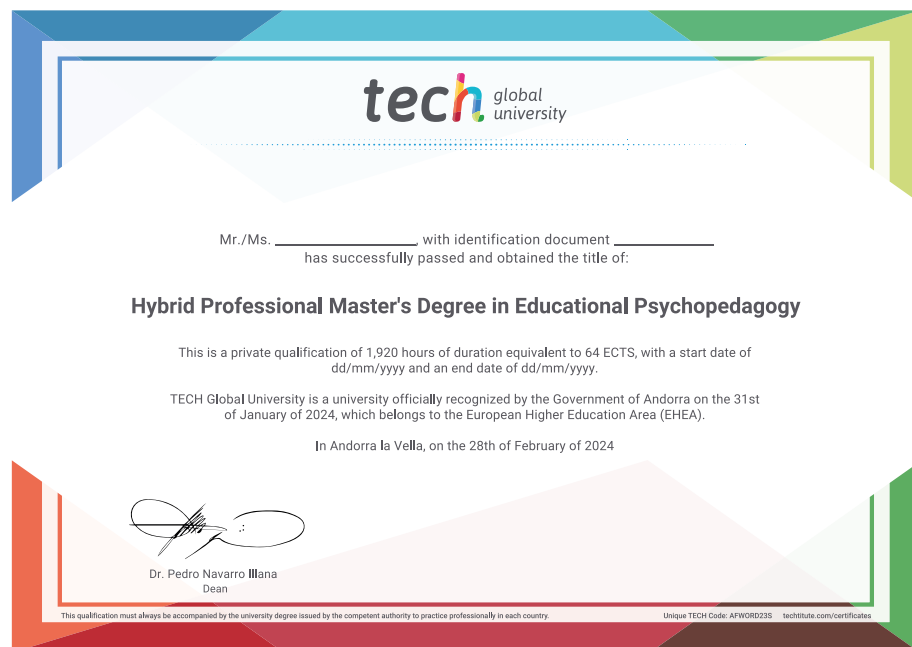 tech global university
Mr./Ms. ____________, with identification document ____________
has successfully passed and obtained the title of:
Hybrid Professional Master's Degree in Educational Psychopedagogy
This is a private qualification of 1,920 hours of duration equivalent to 64 ECTS, with a start date of
dd/mm/yyyy and an end date of dd/mm/yyyy.
TECH Global University is a university officially recognized by the Government of Andorra on the 31st
of January of 2024, which belongs to the European Higher Education Area (EHEA).
In Andorra la Vella, on the 28th of February of 2024
Dr. Pedro Navarro Illana
Dean
This qualification must always be accompanied by the university degree issued by the competent authority to practice professionally in each country.
Unique TECH Code: AFWORD23S techtitute.com/certificates